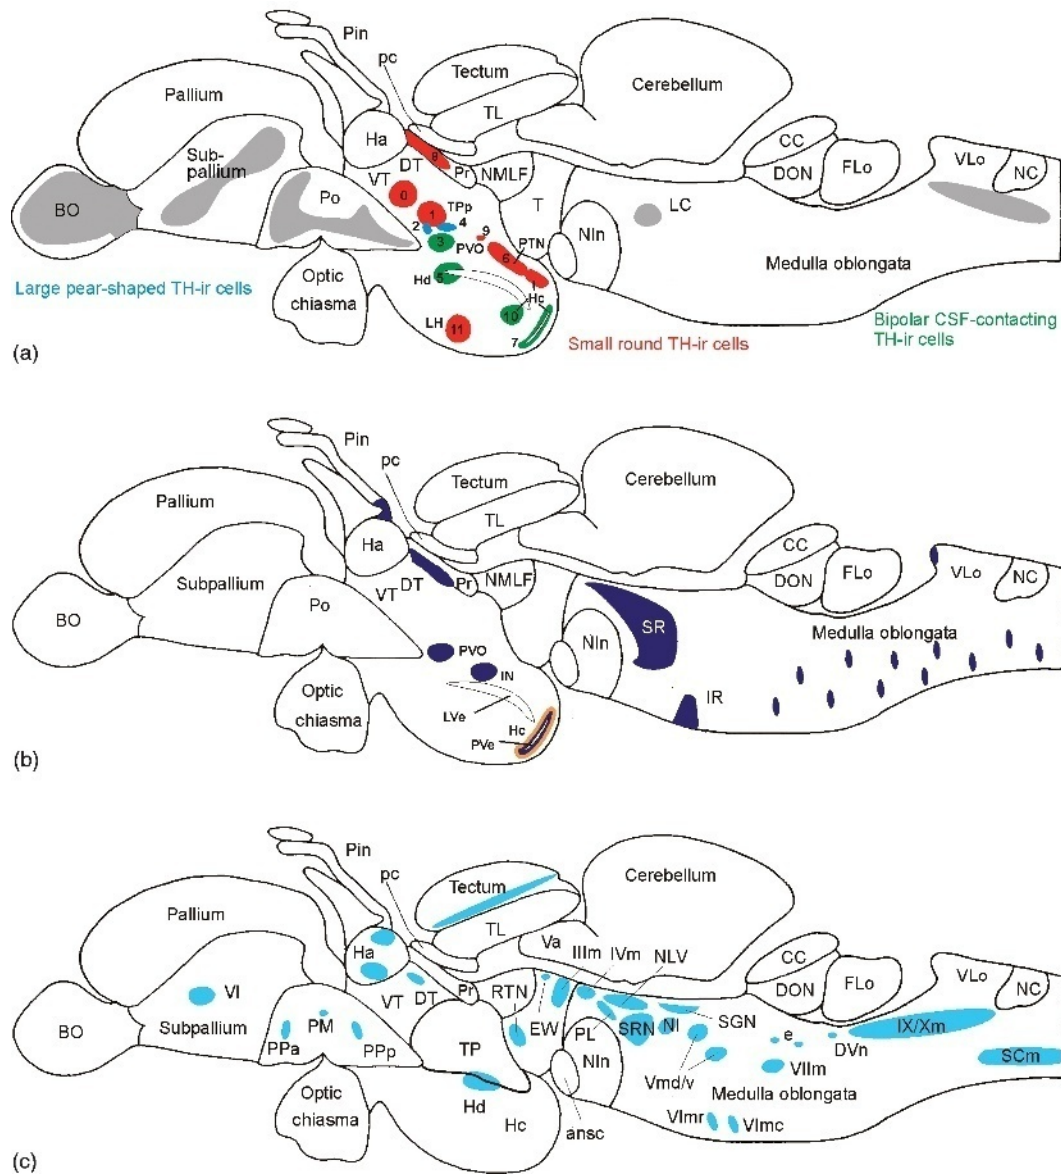 Pin
pc
Tectum
Cerebellum
Pallium
TL
Ha
8
CC
Sub-
pallium
DT
Pr
NMLF
DON
FLo
VLo
NC
VT
0
BO
Po
1
TPp
T
LC
2
4
9
NIn
3
PVO
PTN
6
Medulla oblongata
Optic
chiasma
Large pear-shaped TH-ir cells
Hd
5
Hc
10
LH
11
7
Small round TH-ir cells
Bipolar CSF-contacting
TH-ir cells
(a)
Pin
pc
Tectum
Cerebellum
Pallium
TL
Ha
CC
Subpallium
DT
Pr
NMLF
DON
FLo
VLo
NC
VT
BO
Po
SR
NIn
Medulla oblongata
PVO
IN
IR
Optic
chiasma
LVe
Hc
PVe
(b)
Pin
pc
Tectum
Cerebellum
Pallium
TL
Va
IIIm
IVm
NLV
Ha
CC
DT
Pr
RTN
DON
FLo
VLo
NC
VI
VT
SGN
BO
Subpallium
PM
EW
PL
SRN
NI
e
IX/Xm
PPa
PPp
TP
NIn
DVn
SCm
Vmd/v
VIIm
Optic
chiasma
Hd
Hc
ansc
Medulla oblongata
VImr
VImc
(c)